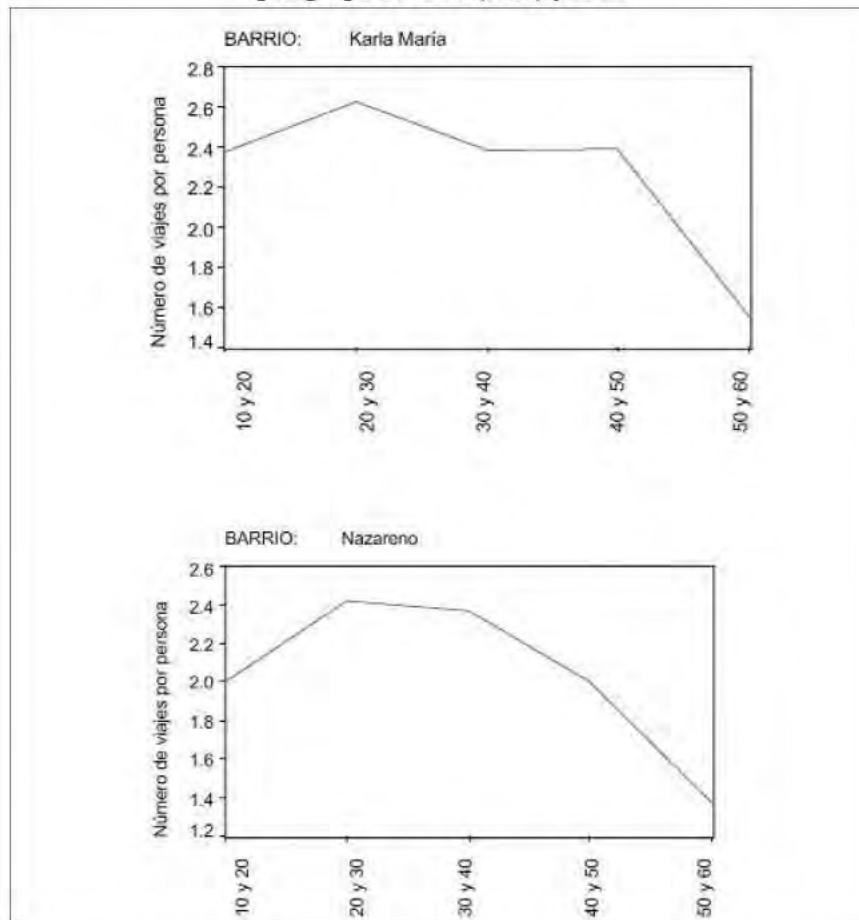 BARRIO: Karla María
Número de viajes por persona
2.8
2.6
2.4
2.2
2.0
1.8
1.6
1.4
10 y 20
20 y 30
30 y 40
40 y 50
50 y 60
BARRIO: Nazareno
Número de viajes por persona
2.6
2.4
2.2
2.0
1.8
1.6
1.4
1.2
10 y 20
20 y 30
30 y 40
40 y 50
50 y 60